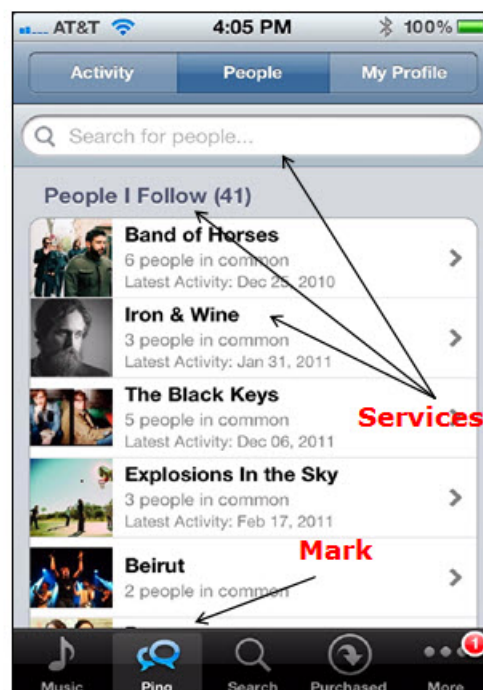 AT&T 4:05 PM 100%
Activity People My Profile
Search for people...
People I Follow (41)
Band of Horses
6 people in common
Latest Activity: Dec 25, 2010
Iron & Wine
3 people in common
Latest Activity: Jan 31, 2011
The Black Keys
5 people in common
Latest Activity: Dec 06, 2011
Services
Explosions In the Sky
3 people in common
Latest Activity: Feb 17, 2011
Mark
Beirut
2 people in common
1
Music Ping Search Purchased More